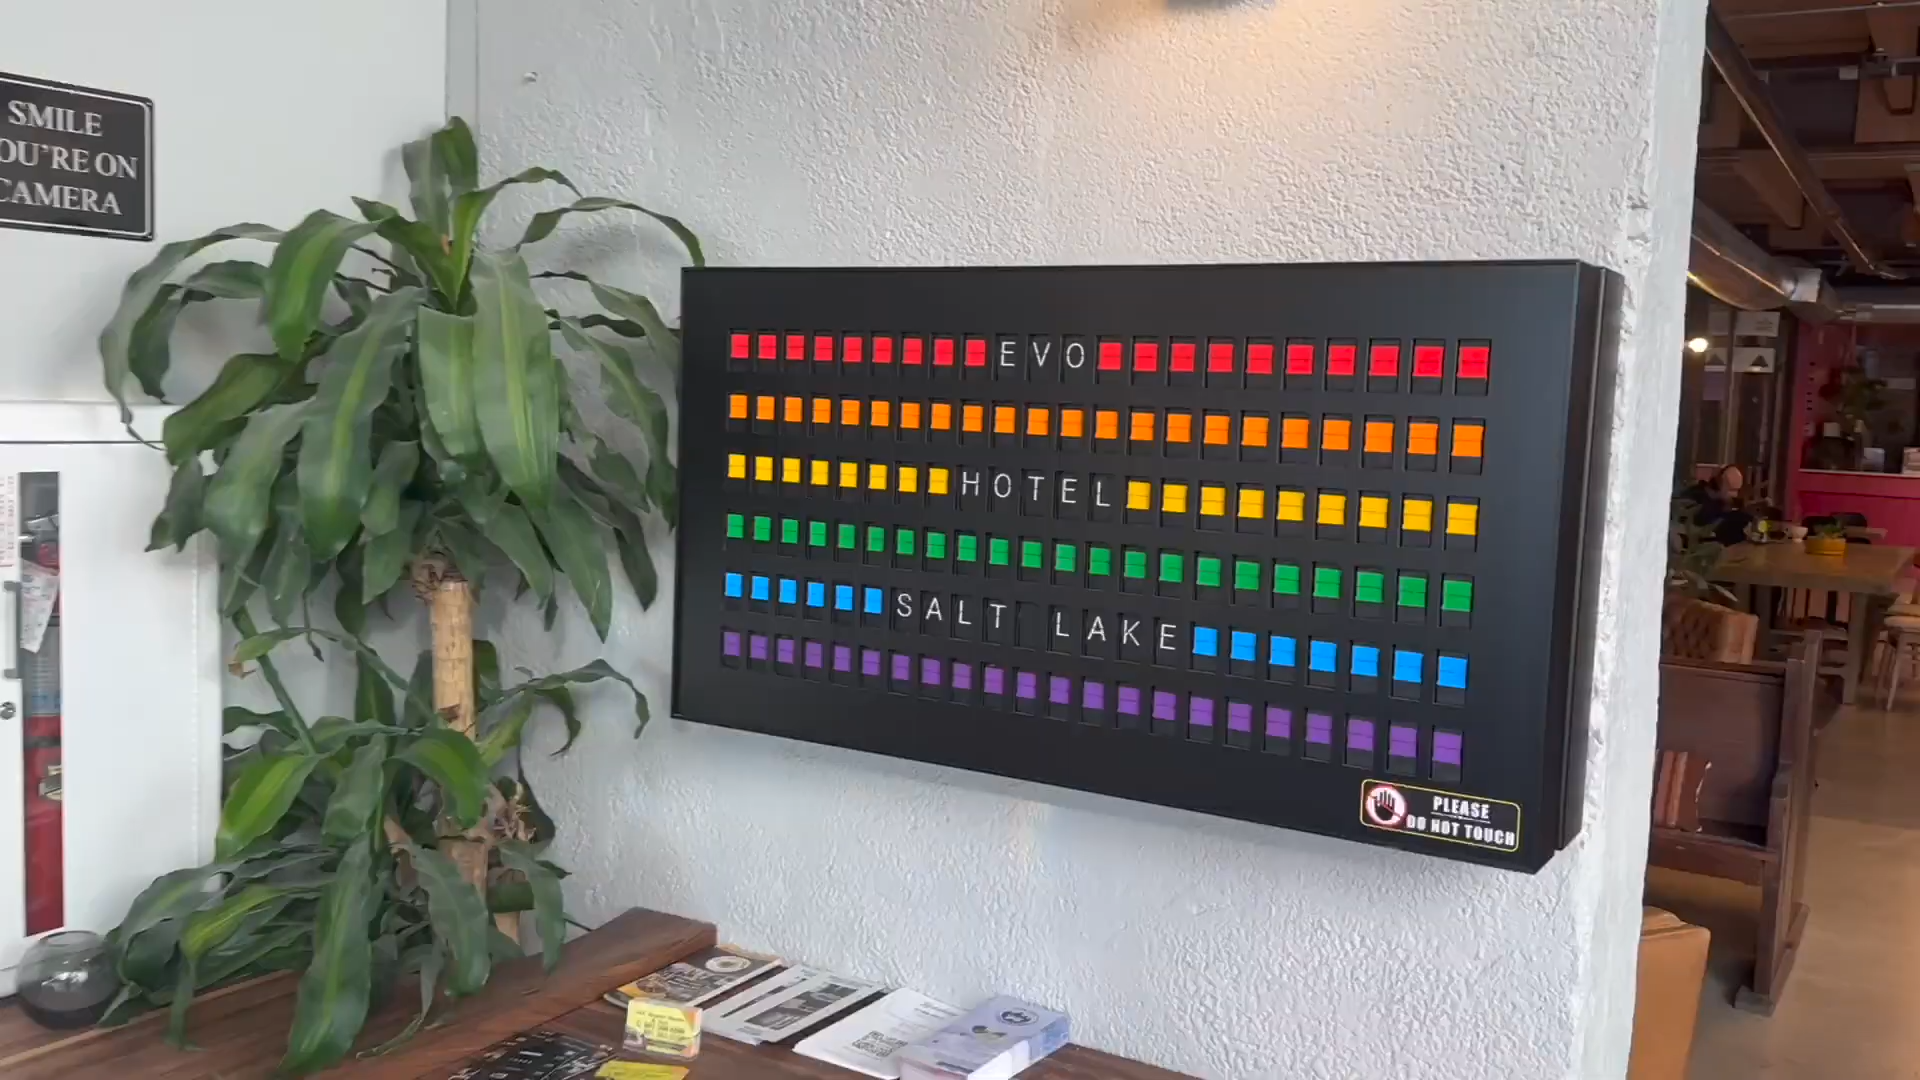 SMILE
OU'RE ON
CAMERA
EVO
HOTEL
SALT LAKE
PLEASE
DO NOT TOUCH